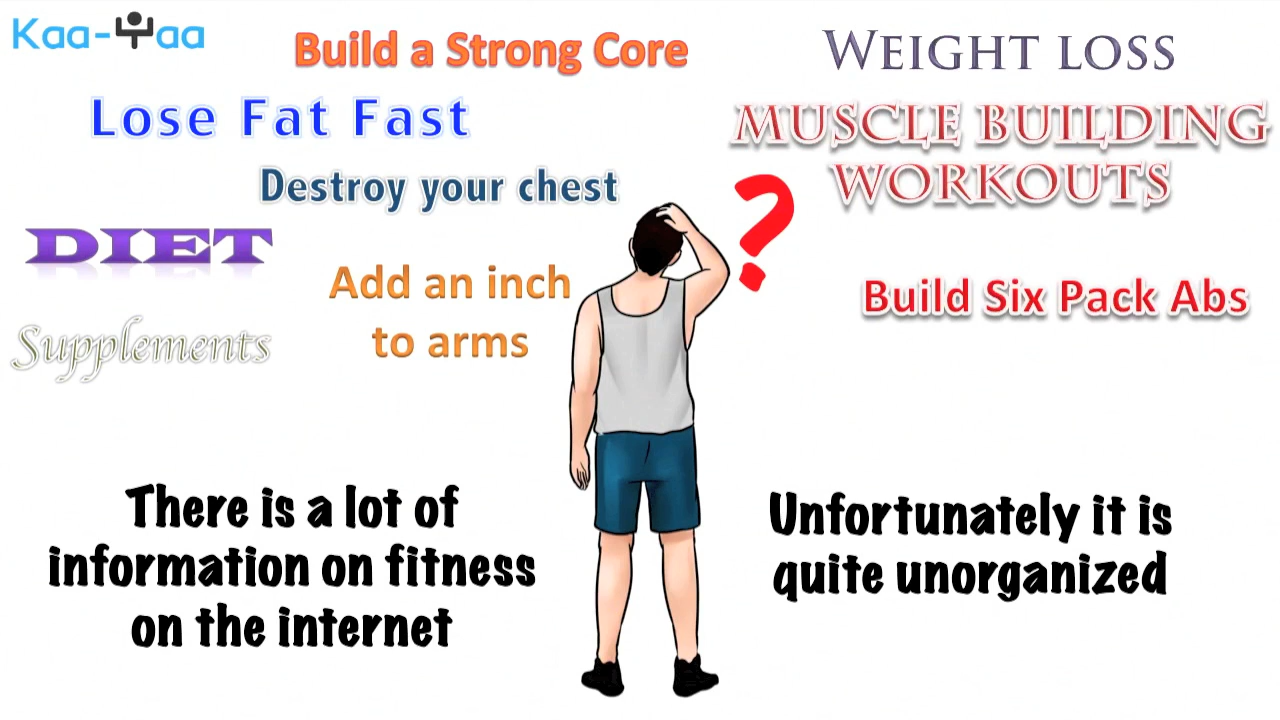 Kaa-Yaa
Build a Strong Core
WEIGHT LOSS
Lose Fat Fast
MUSCLE BUILDING
WORKOUTS
Destroy your chest
?
DIET
Add an inch
to arms
Build Six Pack Abs
Supplements
There is a lot of
information on fitness
on the internet
Unfortunately it is
quite unorganized